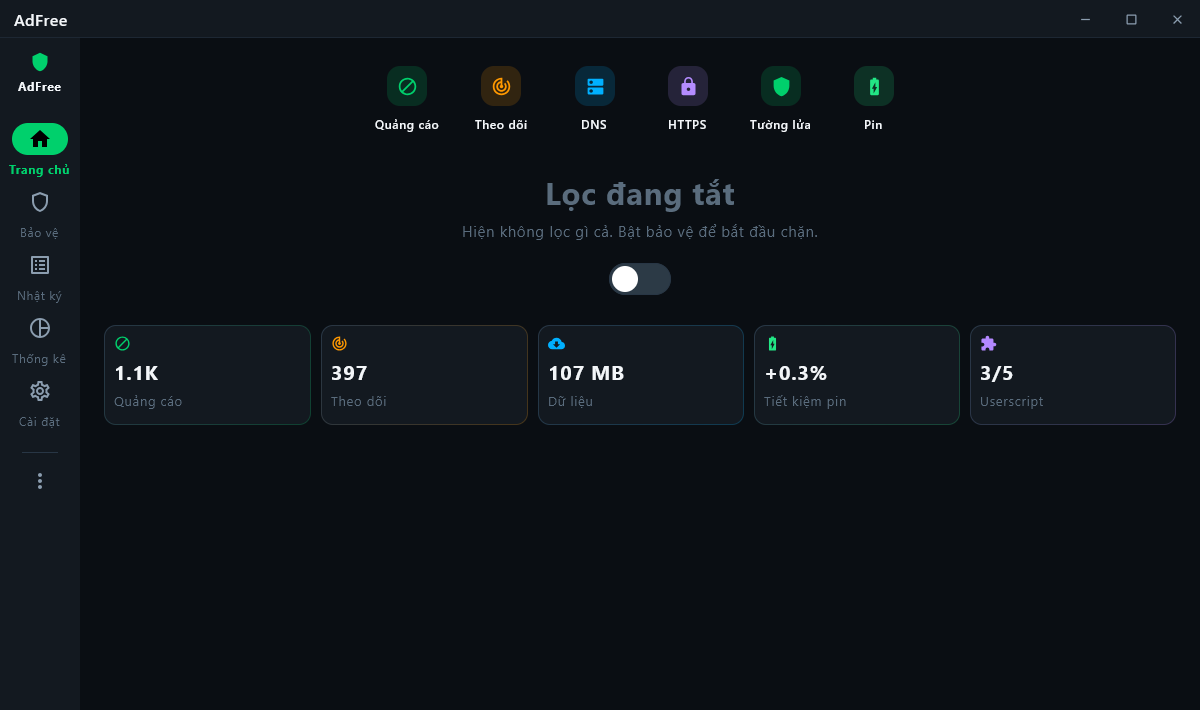 AdFree
AdFree
Trang chủ
Bảo vệ
Nhật ký
Thống kê
Cài đặt
Quảng cáo
Theo dõi
DNS
HTTPS
Tường lửa
Pin
Lọc đang tắt
Hiện không lọc gì cả. Bật bảo vệ để bắt đầu chặn.
1.1K
Quảng cáo
397
Theo dõi
107 MB
Dữ liệu
+0.3%
Tiết kiệm pin
3/5
Userscript